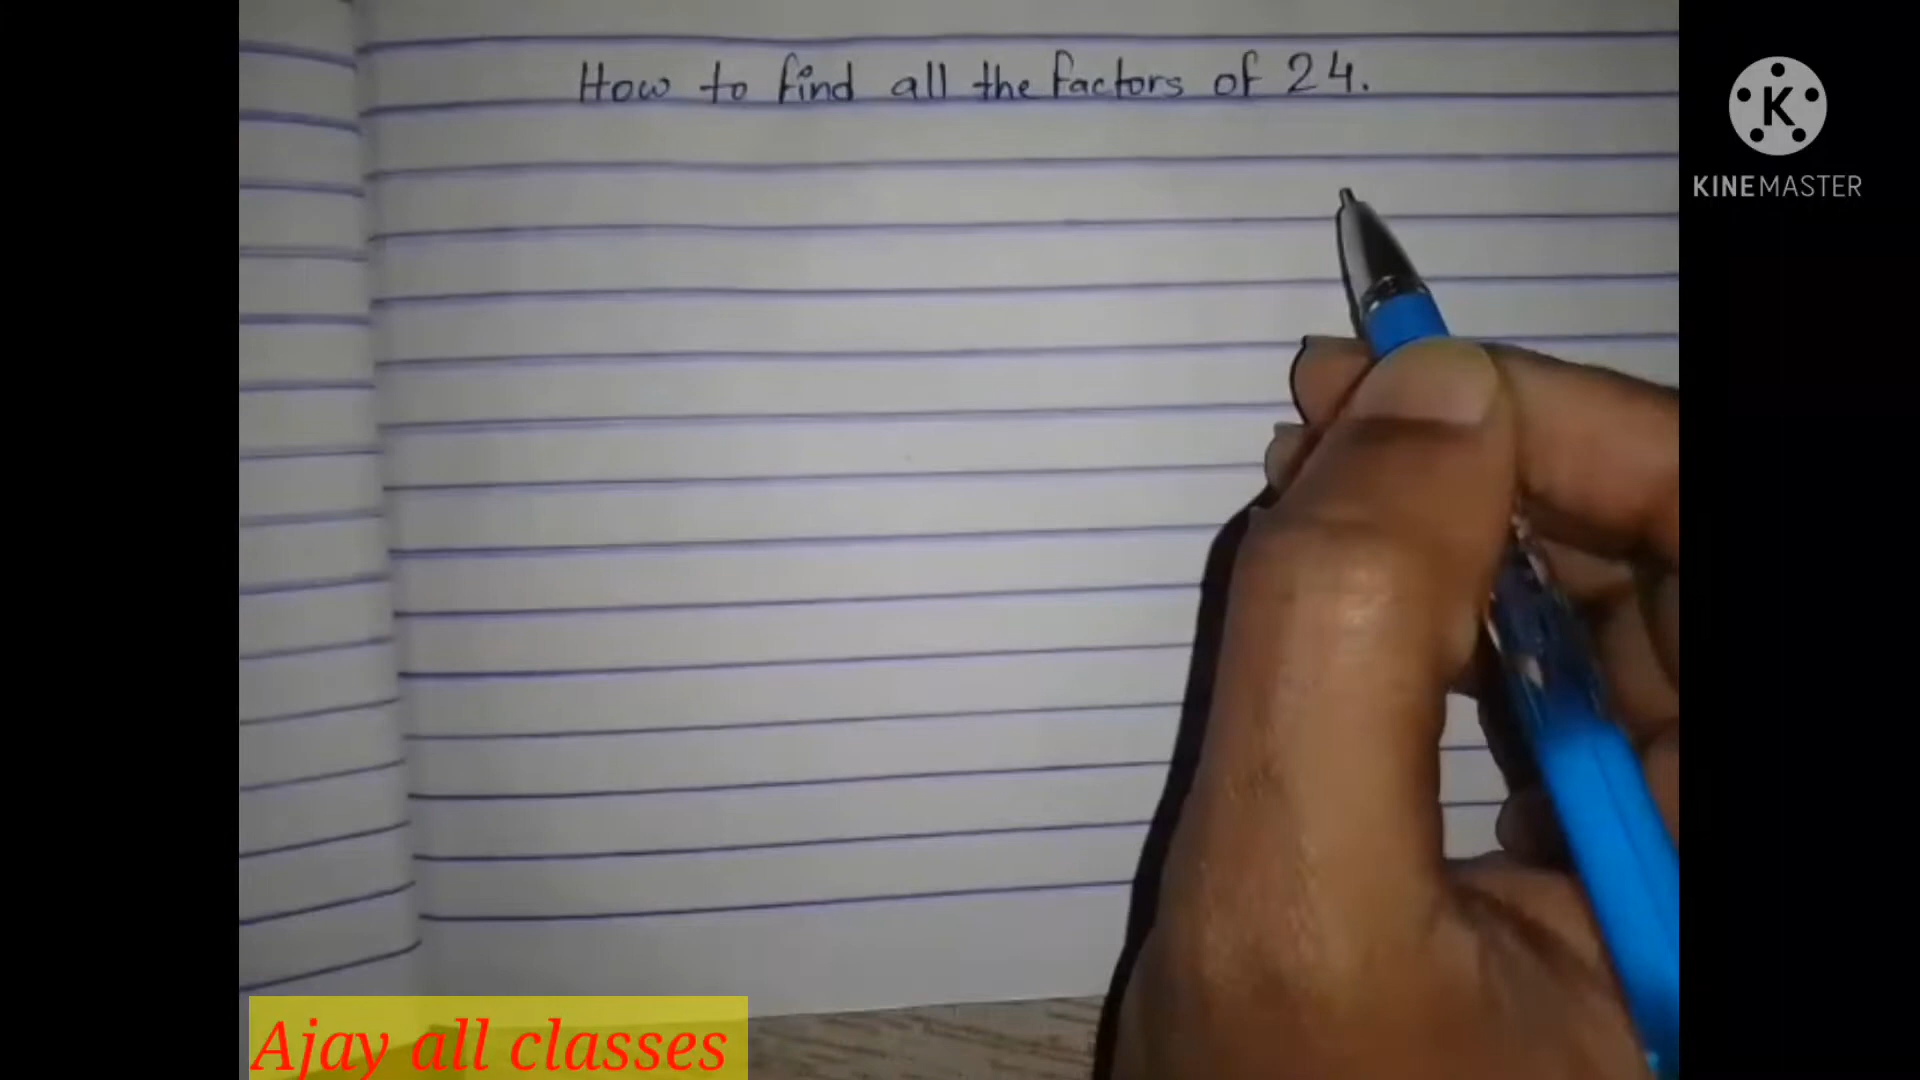 How to find all the factors of 24.
K
KINEMASTER
Ajay all classes